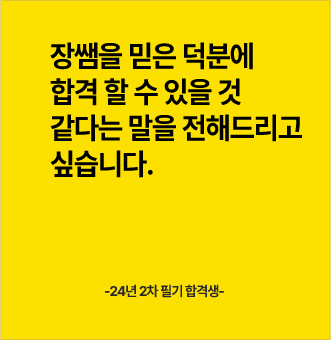 장쌤을 믿은 덕분에
합격 할 수 있을 것
같다는 말을 전해드리고
싶습니다.
-24년 2차 필기 합격생-